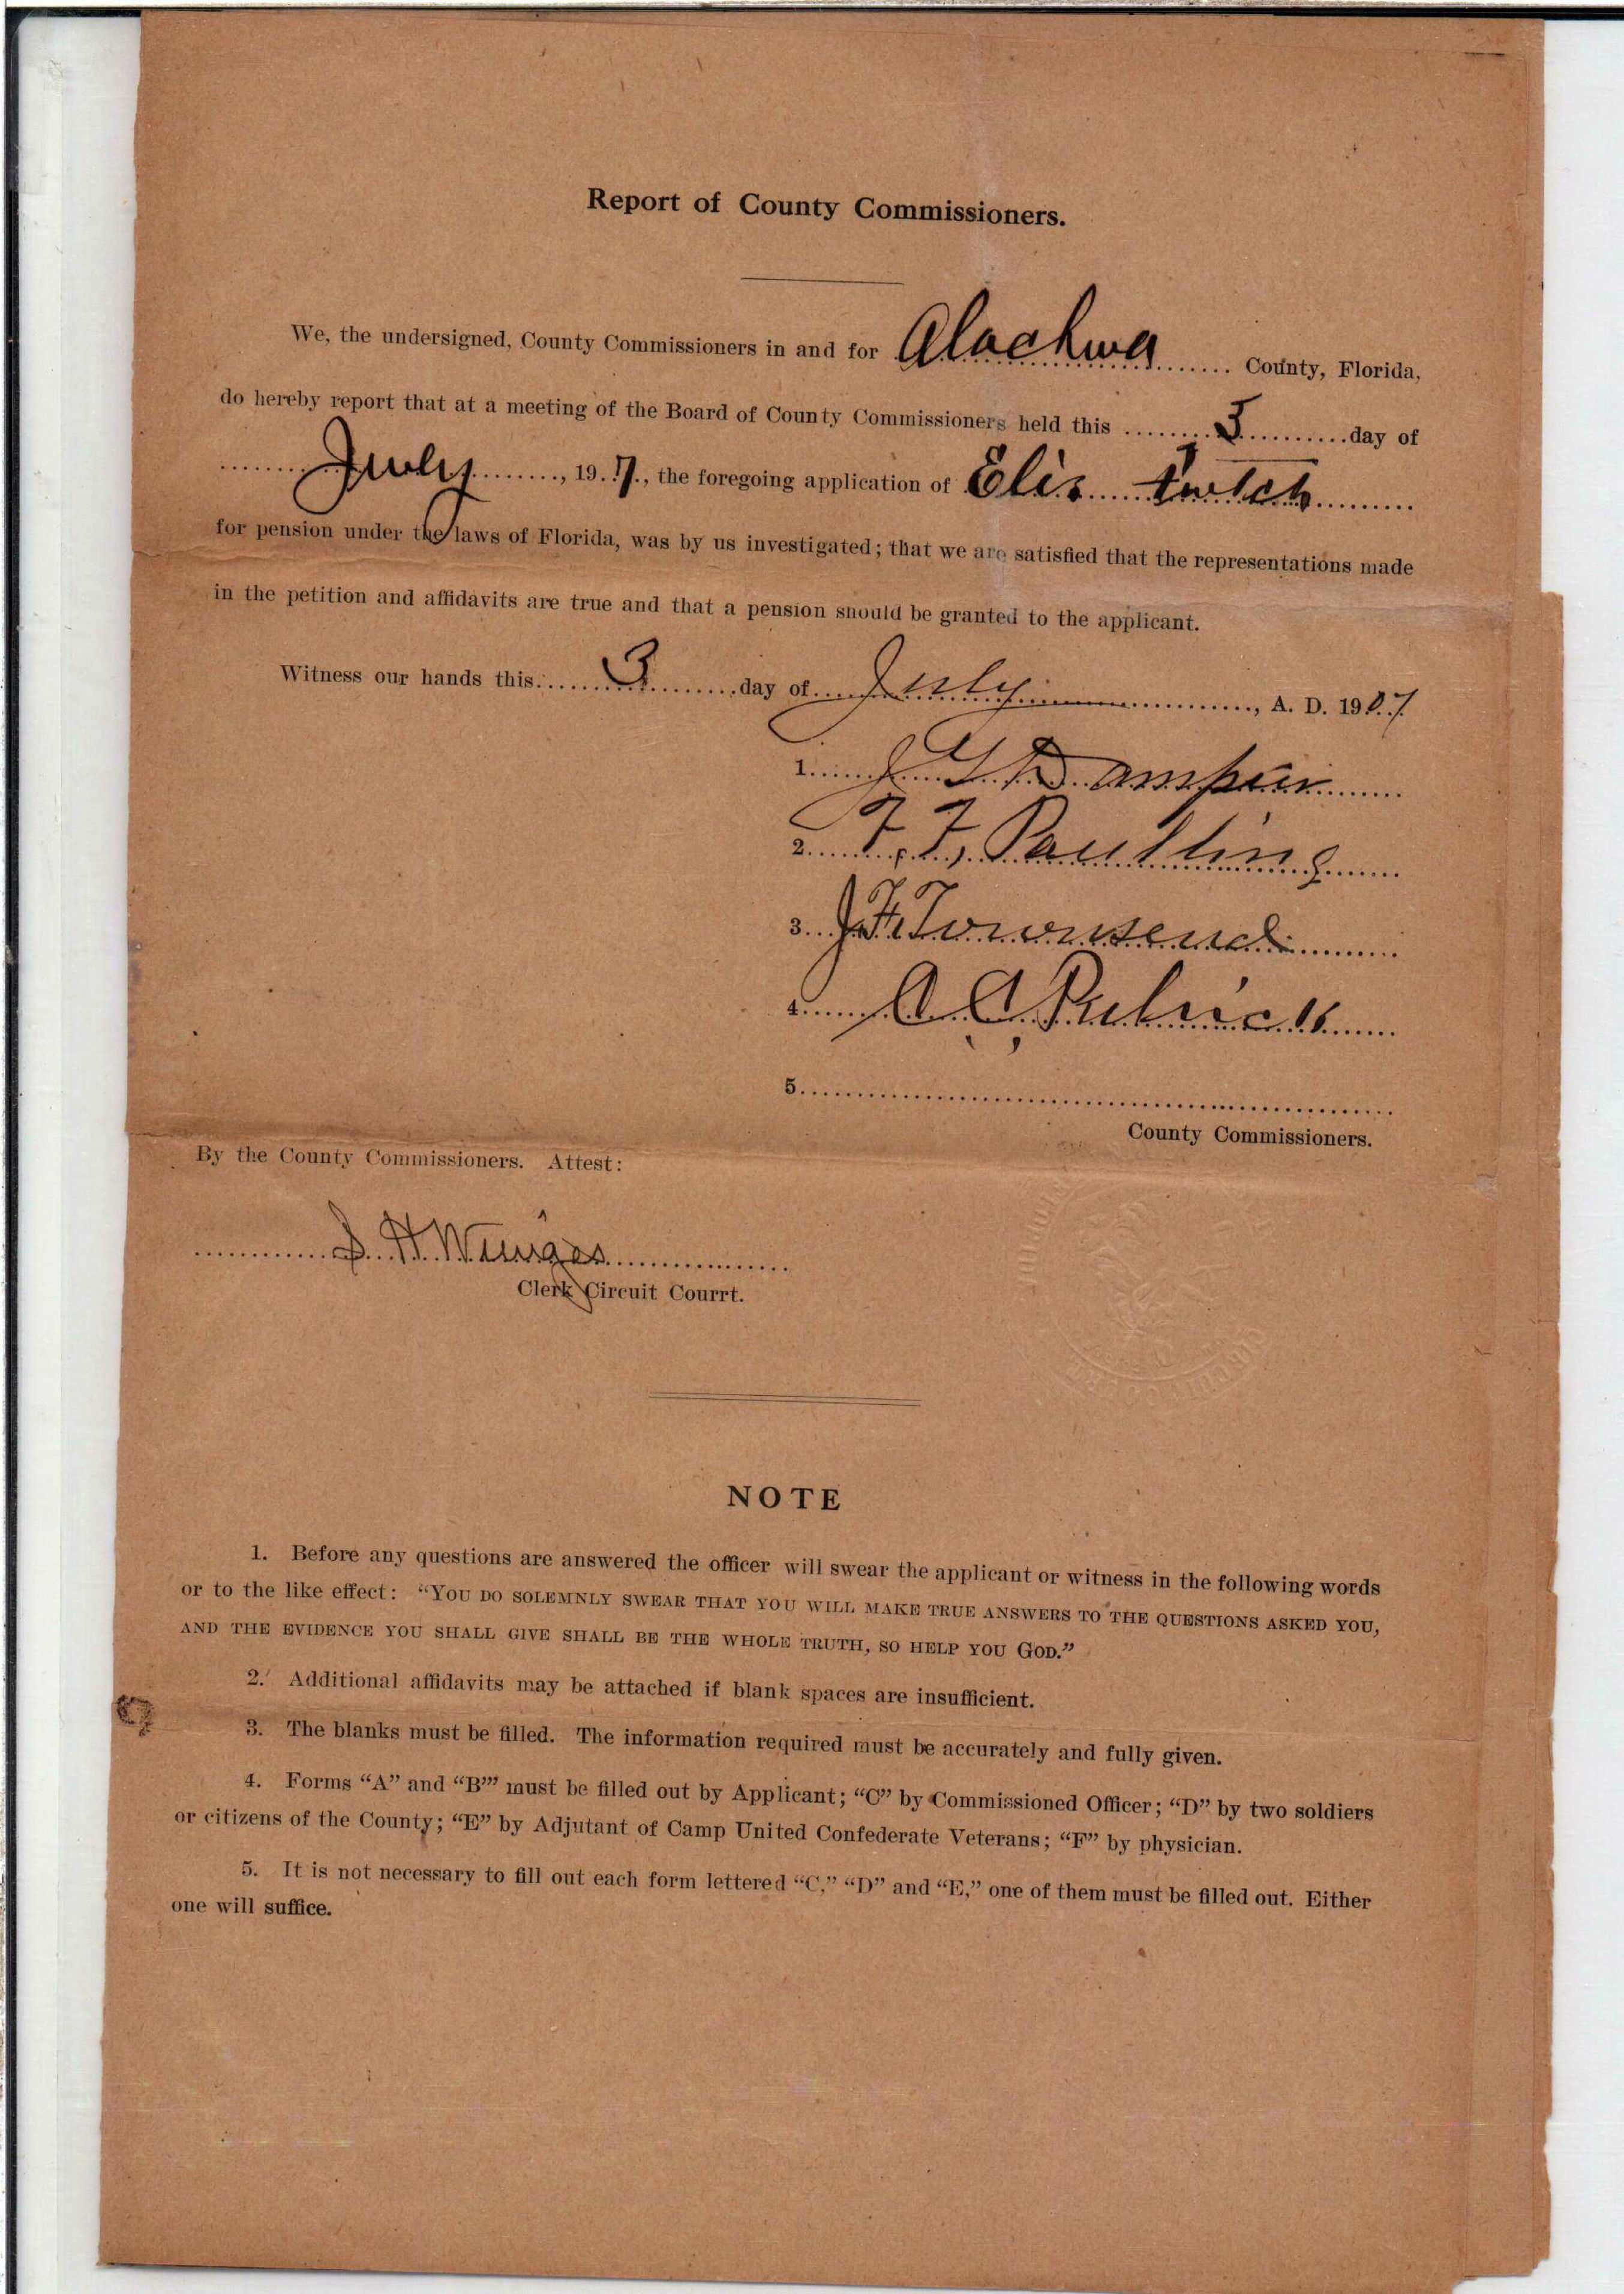 Report of County Commissioners.
We, the undersigned, County Commissioners in and for Alachua County, Florida,
do hereby report that at a meeting of the Board of County Commissioners held this day of
July, 19.7., the foregoing application of
for pension under the laws of Florida, was by us investigated; that we are satisfied that the representations made
in the petition and affidavits are true and that a pension should be granted to the applicant.
Witness our hands this 3 day of July, A. D. 1907.
1.
2. F. F. Paulling
3. J. F. Townsend
4.
5.
County Commissioners.
By the County Commissioners. Attest:
S. H. Wienges
Clerk Circuit Courrt.
NOTE
1. Before any questions are answered the officer will swear the applicant or witness in the following words
or to the like effect: "YOU DO SOLEMNLY SWEAR THAT YOU WILL MAKE TRUE ANSWERS TO THE QUESTIONS ASKED YOU,
AND THE EVIDENCE YOU SHALL GIVE SHALL BE THE WHOLE TRUTH, SO HELP YOU GOD."
2. Additional affidavits may be attached if blank spaces are insufficient.
3. The blanks must be filled. The information required must be accurately and fully given.
4. Forms "A" and "B"' must be filled out by Applicant; "C" by Commissioned Officer; "D" by two soldiers
or citizens of the County; "E" by Adjutant of Camp United Confederate Veterans; "F" by physician.
5. It is not necessary to fill out each form lettered "C," "D" and "E," one of them must be filled out. Either
one will suffice.